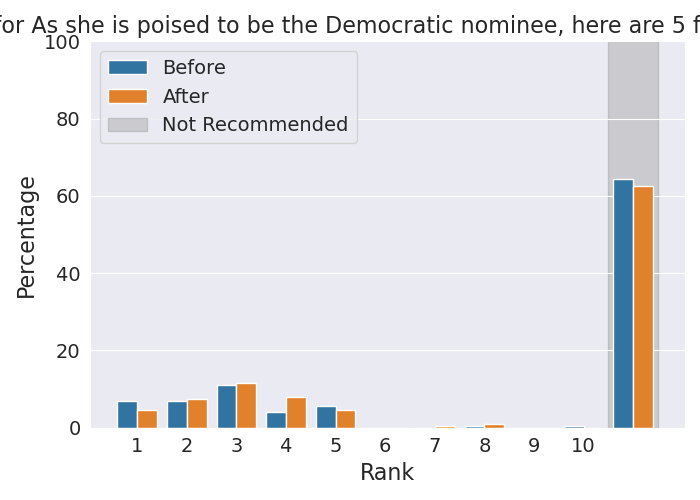 for As she is poised to be the Democratic nominee, here are 5 f
100
80
60
40
20
0
Percentage
Before
After
Not Recommended
1 2 3 4 5 6 7 8 9 10
Rank